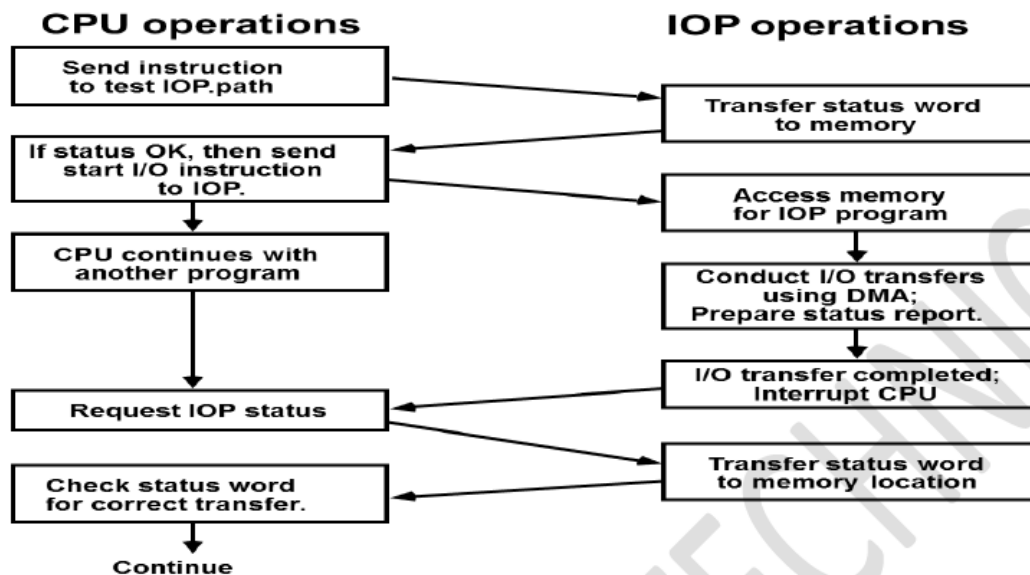 CPU operations
IOP operations
Send instruction
to test IOP.path
Transfer status word
to memory
If status OK, then send
start I/O instruction
to IOP.
Access memory
for IOP program
CPU continues with
another program
Conduct I/O transfers
using DMA;
Prepare status report.
I/O transfer completed;
Interrupt CPU
Request IOP status
Transfer status word
to memory location
Check status word
for correct transfer.
Continue